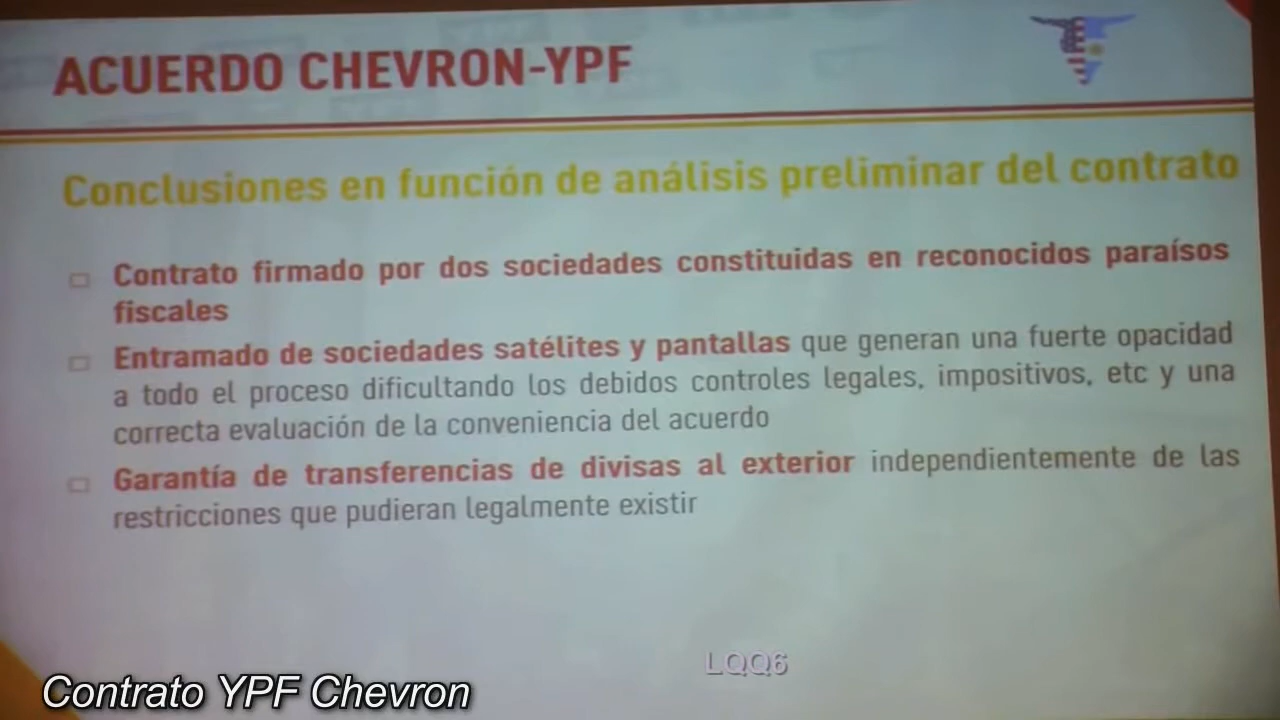 ACUERDO CHEVRON-YPF
Conclusiones en función de análisis preliminar del contrato
Contrato firmado por dos sociedades constituidas en reconocidos paraísos
fiscales
Entramado de sociedades satélites y pantallas que generan una fuerte opacidad
a todo el proceso dificultando los debidos controles legales, impositivos, etc y una
correcta evaluación de la conveniencia del acuerdo
Garantía de transferencias de divisas al exterior independientemente de las
restricciones que pudieran legalmente existir
LQQ6
Contrato YPF Chevron